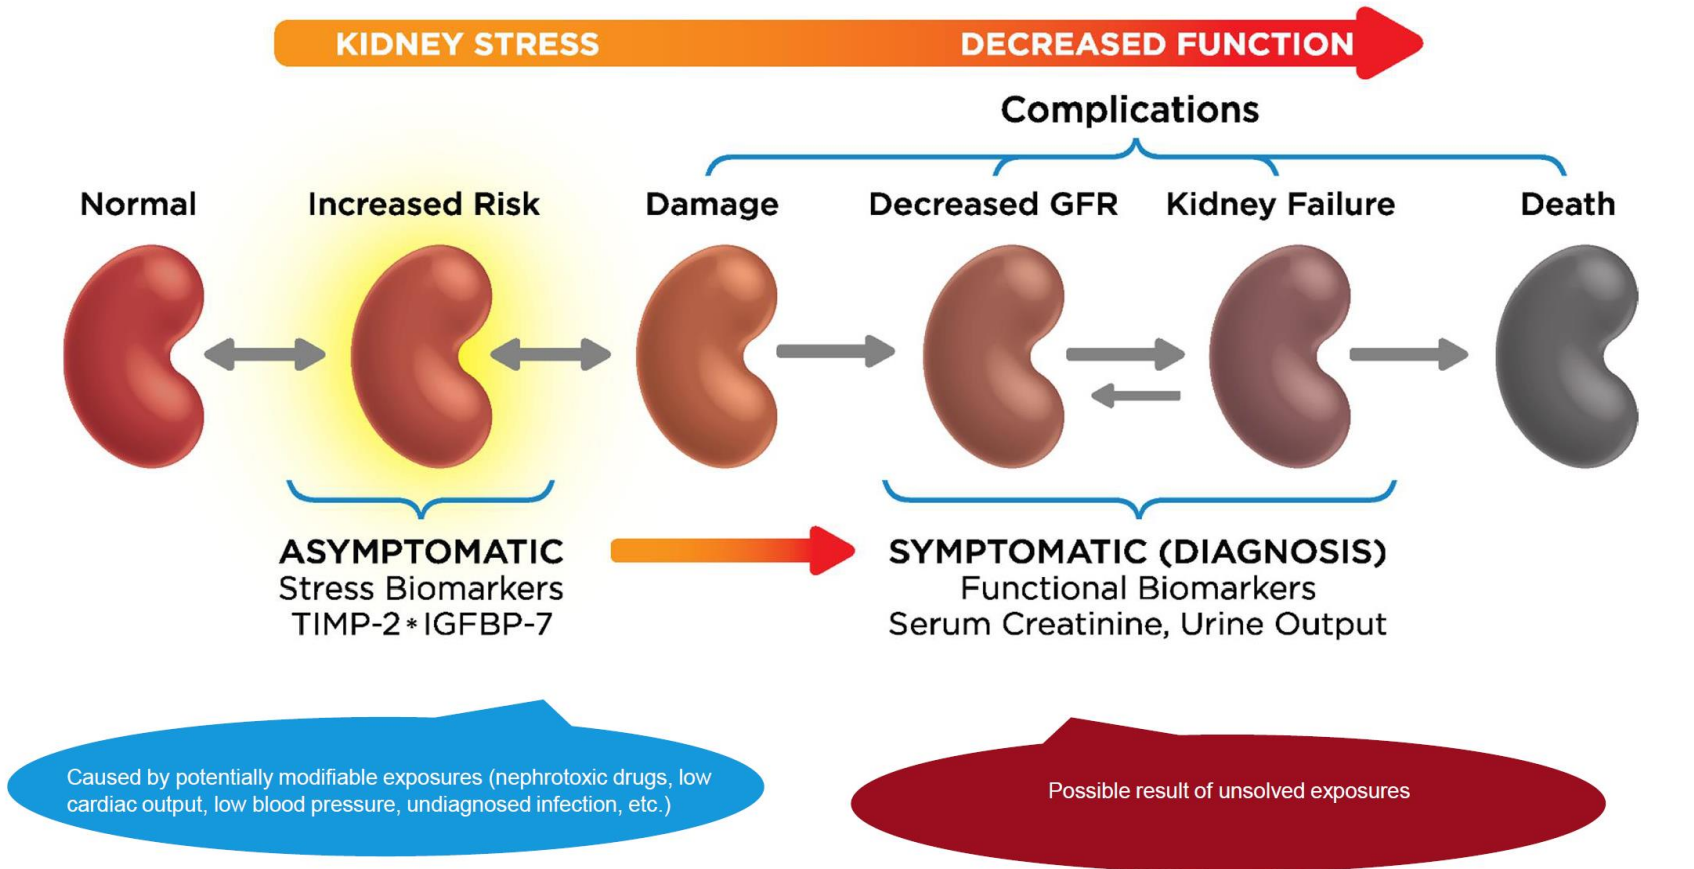 KIDNEY STRESS
DECREASED FUNCTION
Complications
Normal
Increased Risk
Damage
Decreased GFR
Kidney Failure
Death
ASYMPTOMATIC
Stress Biomarkers
TIMP-2*IGFBP-7
SYMPTOMATIC (DIAGNOSIS)
Functional Biomarkers
Serum Creatinine, Urine Output
Caused by potentially modifiable exposures (nephrotoxic drugs, low
cardiac output, low blood pressure, undiagnosed infection, etc.)
Possible result of unsolved exposures